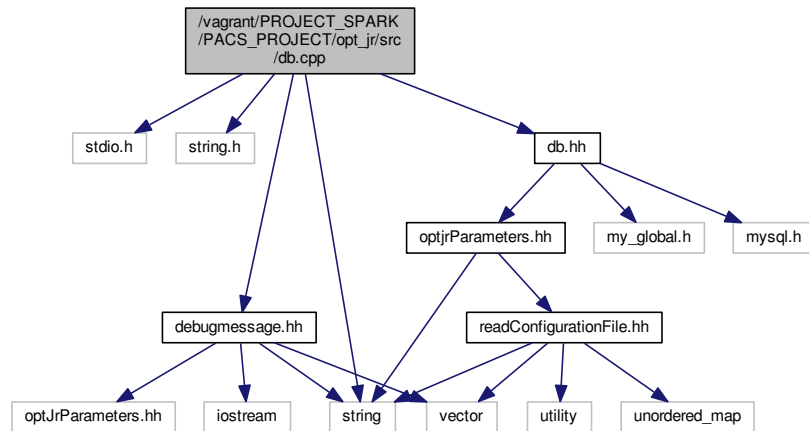 /vagrant/PROJECT_SPARK
/PACS_PROJECT/opt_jr/src
/db.cpp
stdio.h
string.h
db.hh
optjrParameters.hh
my_global.h
mysql.h
debugmessage.hh
readConfigurationFile.hh
optJrParameters.hh
iostream
string
vector
utility
unordered_map